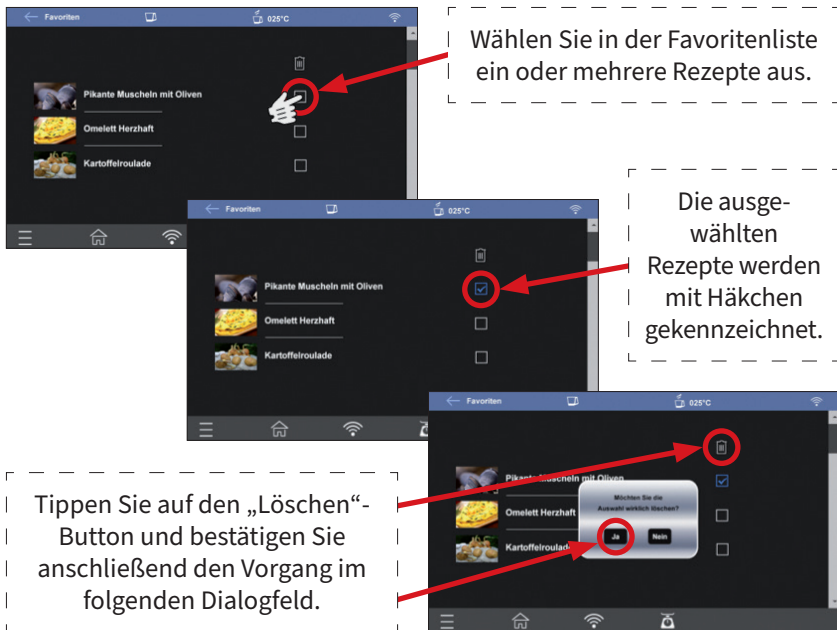 Favoriten
025°C
Pikante Muscheln mit Oliven
Omelett Herzhaft
Kartoffelroulade
Wählen Sie in der Favoritenliste
ein oder mehrere Rezepte aus.
Favoriten
025°C
Pikante Muscheln mit Oliven
Omelett Herzhaft
Kartoffelroulade
Die ausge-
wählten
Rezepte werden
mit Häkchen
gekennzeichnet.
Favoriten
025°C
Pikante Muscheln mit Oliven
Omelett Herzhaft
Kartoffelroulade
Möchten Sie die
Auswahl wirklich löschen?
Ja Nein
Tippen Sie auf den „Löschen“-
Button und bestätigen Sie
anschließend den Vorgang im
folgenden Dialogfeld.